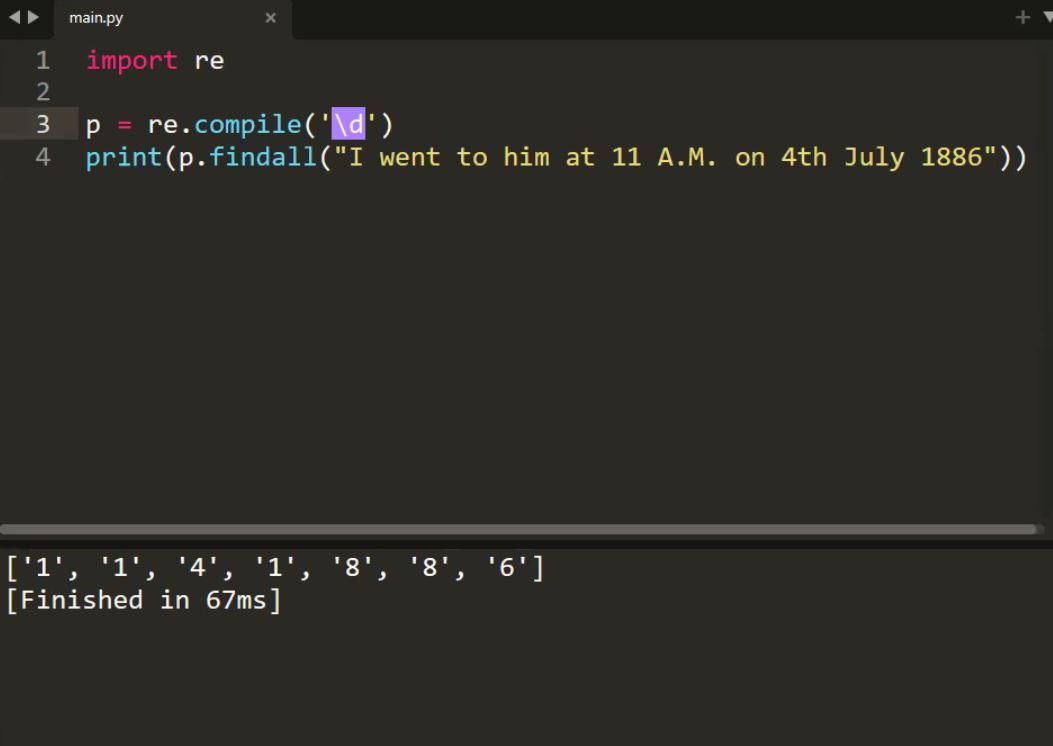 main.py
1 import re
2
3 p = re.compile('\d')
4 print(p.findall("I went to him at 11 A.M. on 4th July 1886"))
['1', '1', '4', '1', '8', '8', '6']
[Finished in 67ms]